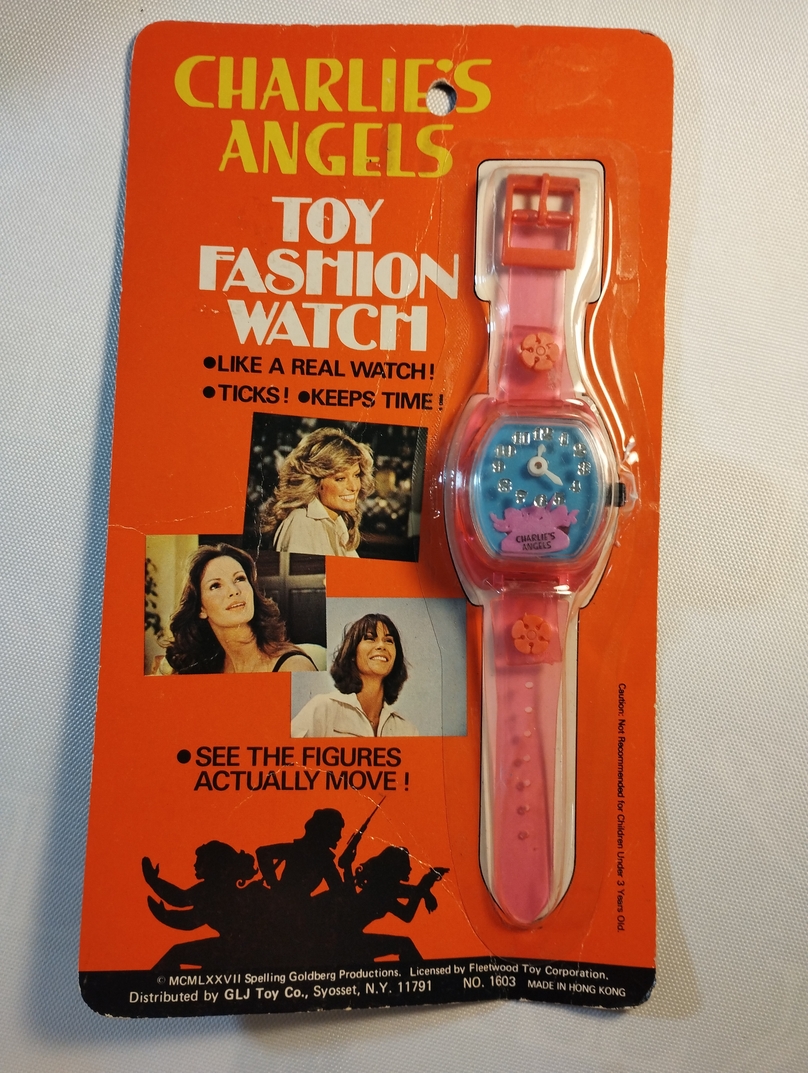 CHARLIE'S
ANGELS
TOY
FASHION
WATCH
●LIKE A REAL WATCH!
●TICKS! ●KEEPS TIME!
CHARLIE'S
ANGELS
●SEE THE FIGURES
ACTUALLY MOVE!
Caution: Not Recommended for Children Under 3 Years Old.
© MCMLXXVII Spelling Goldberg Productions. Licensed by Fleetwood Toy Corporation.
Distributed by GLJ Toy Co., Syosset, N.Y. 11791 NO. 1603 MADE IN HONG KONG